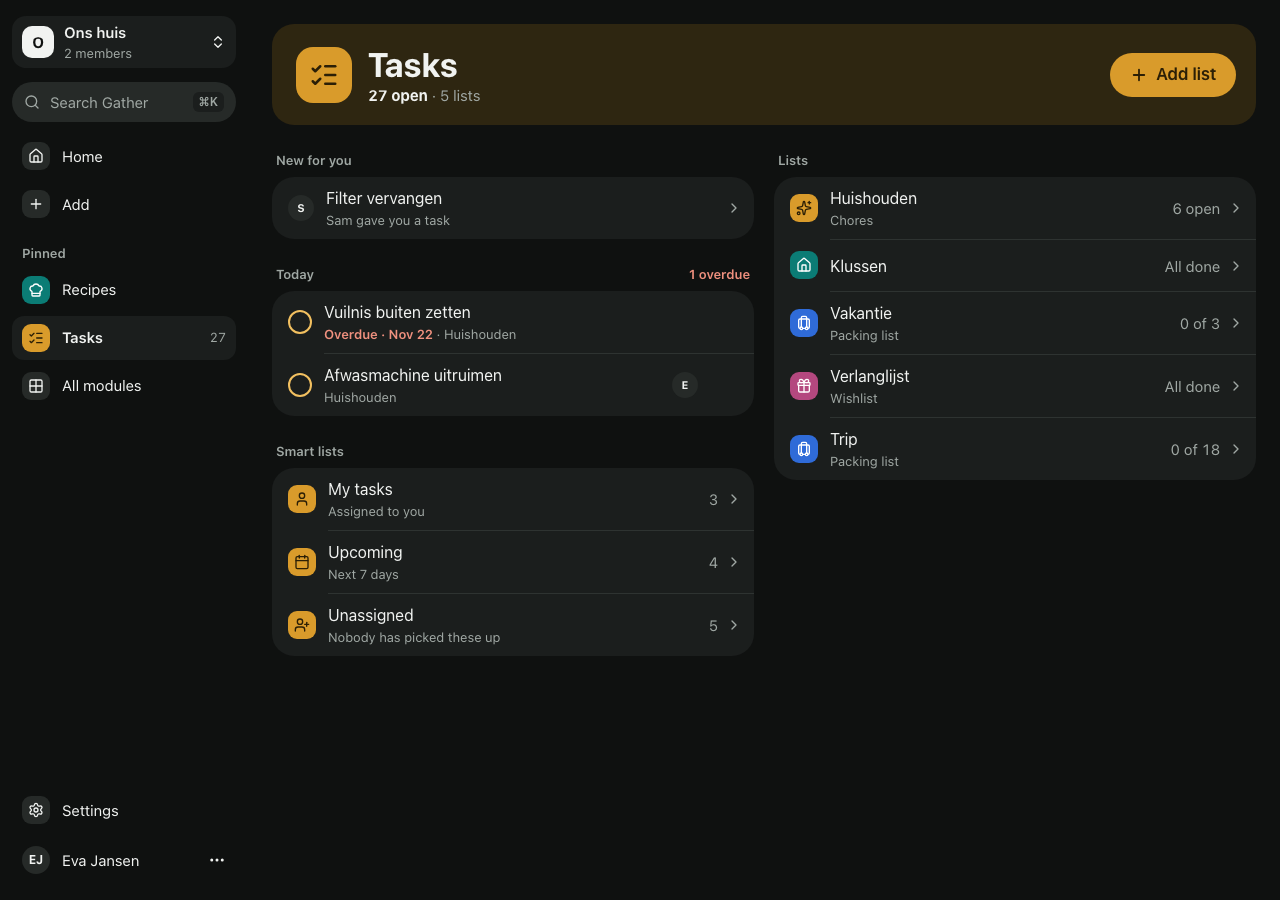 O
Ons huis
2 members
Search Gather
⌘K
Home
Add
Pinned
Recipes
Tasks
27
All modules
Settings
EJ
Eva Jansen
Tasks
27 open · 5 lists
Add list
New for you
S
Filter vervangen
Sam gave you a task
Today
1 overdue
Vuilnis buiten zetten
Overdue · Nov 22 · Huishouden
Afwasmachine uitruimen
Huishouden
E
Smart lists
My tasks
Assigned to you
3
Upcoming
Next 7 days
4
Unassigned
Nobody has picked these up
5
Lists
Huishouden
Chores
6 open
Klussen
All done
Vakantie
Packing list
0 of 3
Verlanglijst
Wishlist
All done
Trip
Packing list
0 of 18